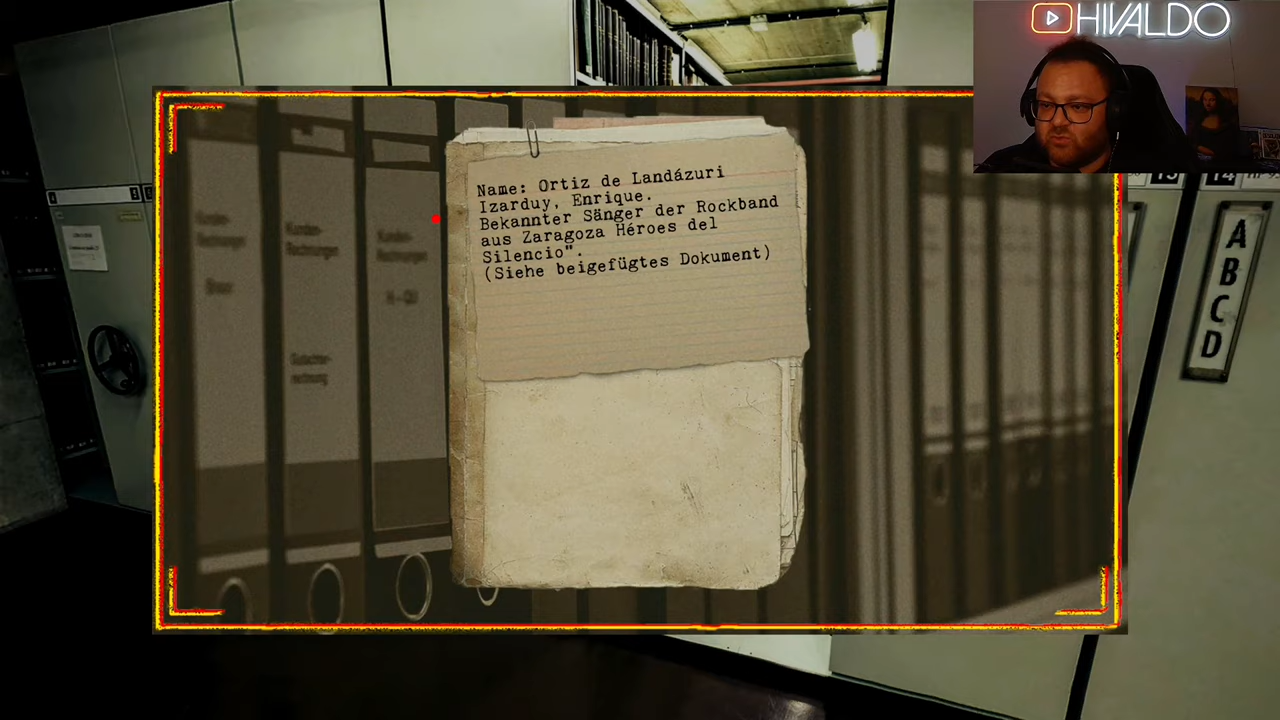 HIVALDO
Name: Ortiz de Landázuri
Izarduy, Enrique.
Bekannter Sänger der Rockband
aus Zaragoza Héroes del
Silencio".
(Siehe beigefügtes Dokument)
A
B
C
D